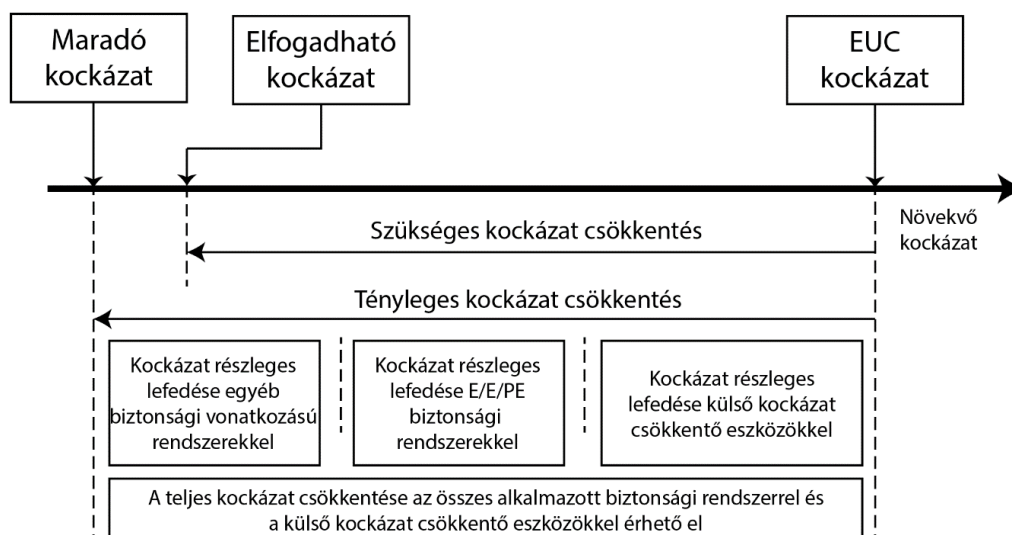 Maradó
kockázat
Elfogadható
kockázat
EUC
kockázat
Növekvő
kockázat
Szükséges kockázat csökkentés
Tényleges kockázat csökkentés
Kockázat részleges
lefedése egyéb
biztonsági vonatkozású
rendszerekkel
Kockázat részleges
lefedése E/E/PE
biztonsági
rendszerekkel
Kockázat részleges
lefedése külső kockázat
csökkentő eszközökkel
A teljes kockázat csökkentése az összes alkalmazott biztonsági rendszerrel és
a külső kockázat csökkentő eszközökkel érhető el